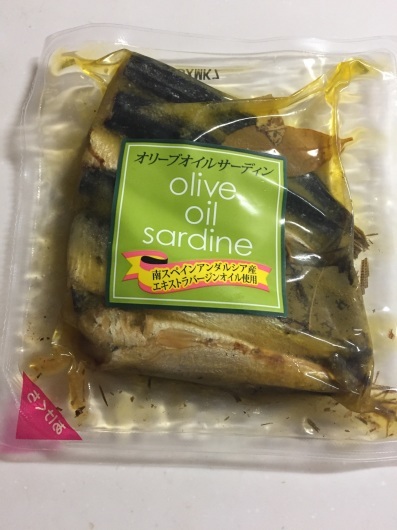 オリーブオイルサーディン
olive
oil
sardine
南スペインアンダルシア産
エキストラバージンオイル使用